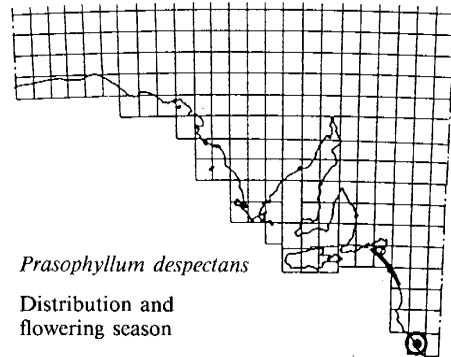 Prasophyllum despectans
Distribution and
flowering season